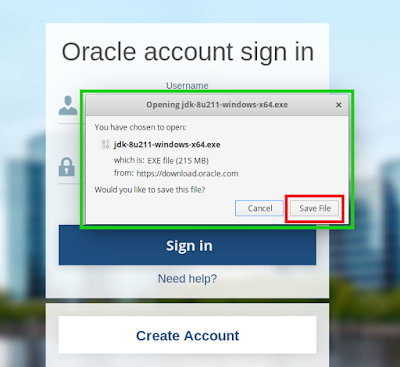 Oracle account sign in
Username
Opening jdk-8u211-windows-x64.exe
×
You have chosen to open:
jdk-8u211-windows-x64.exe
which is: EXE file (215 MB)
from: https://download.oracle.com
Would you like to save this file?
Cancel Save File
Sign in
Need help?
Create Account